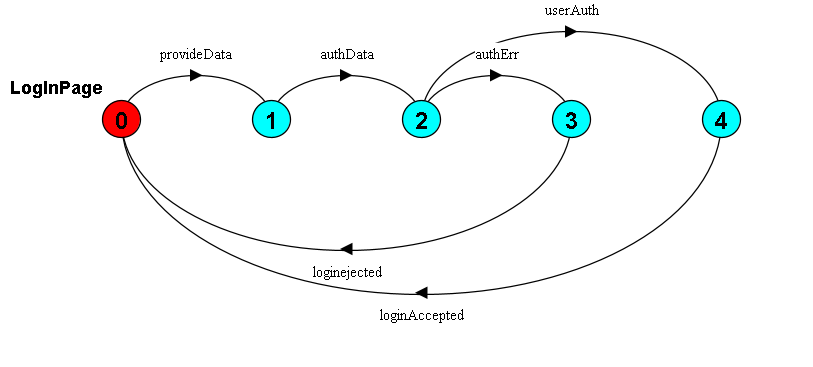 userAuth
provideData
authData
authErr
LogInPage
0
1
2
3
4
loginejected
loginAccepted